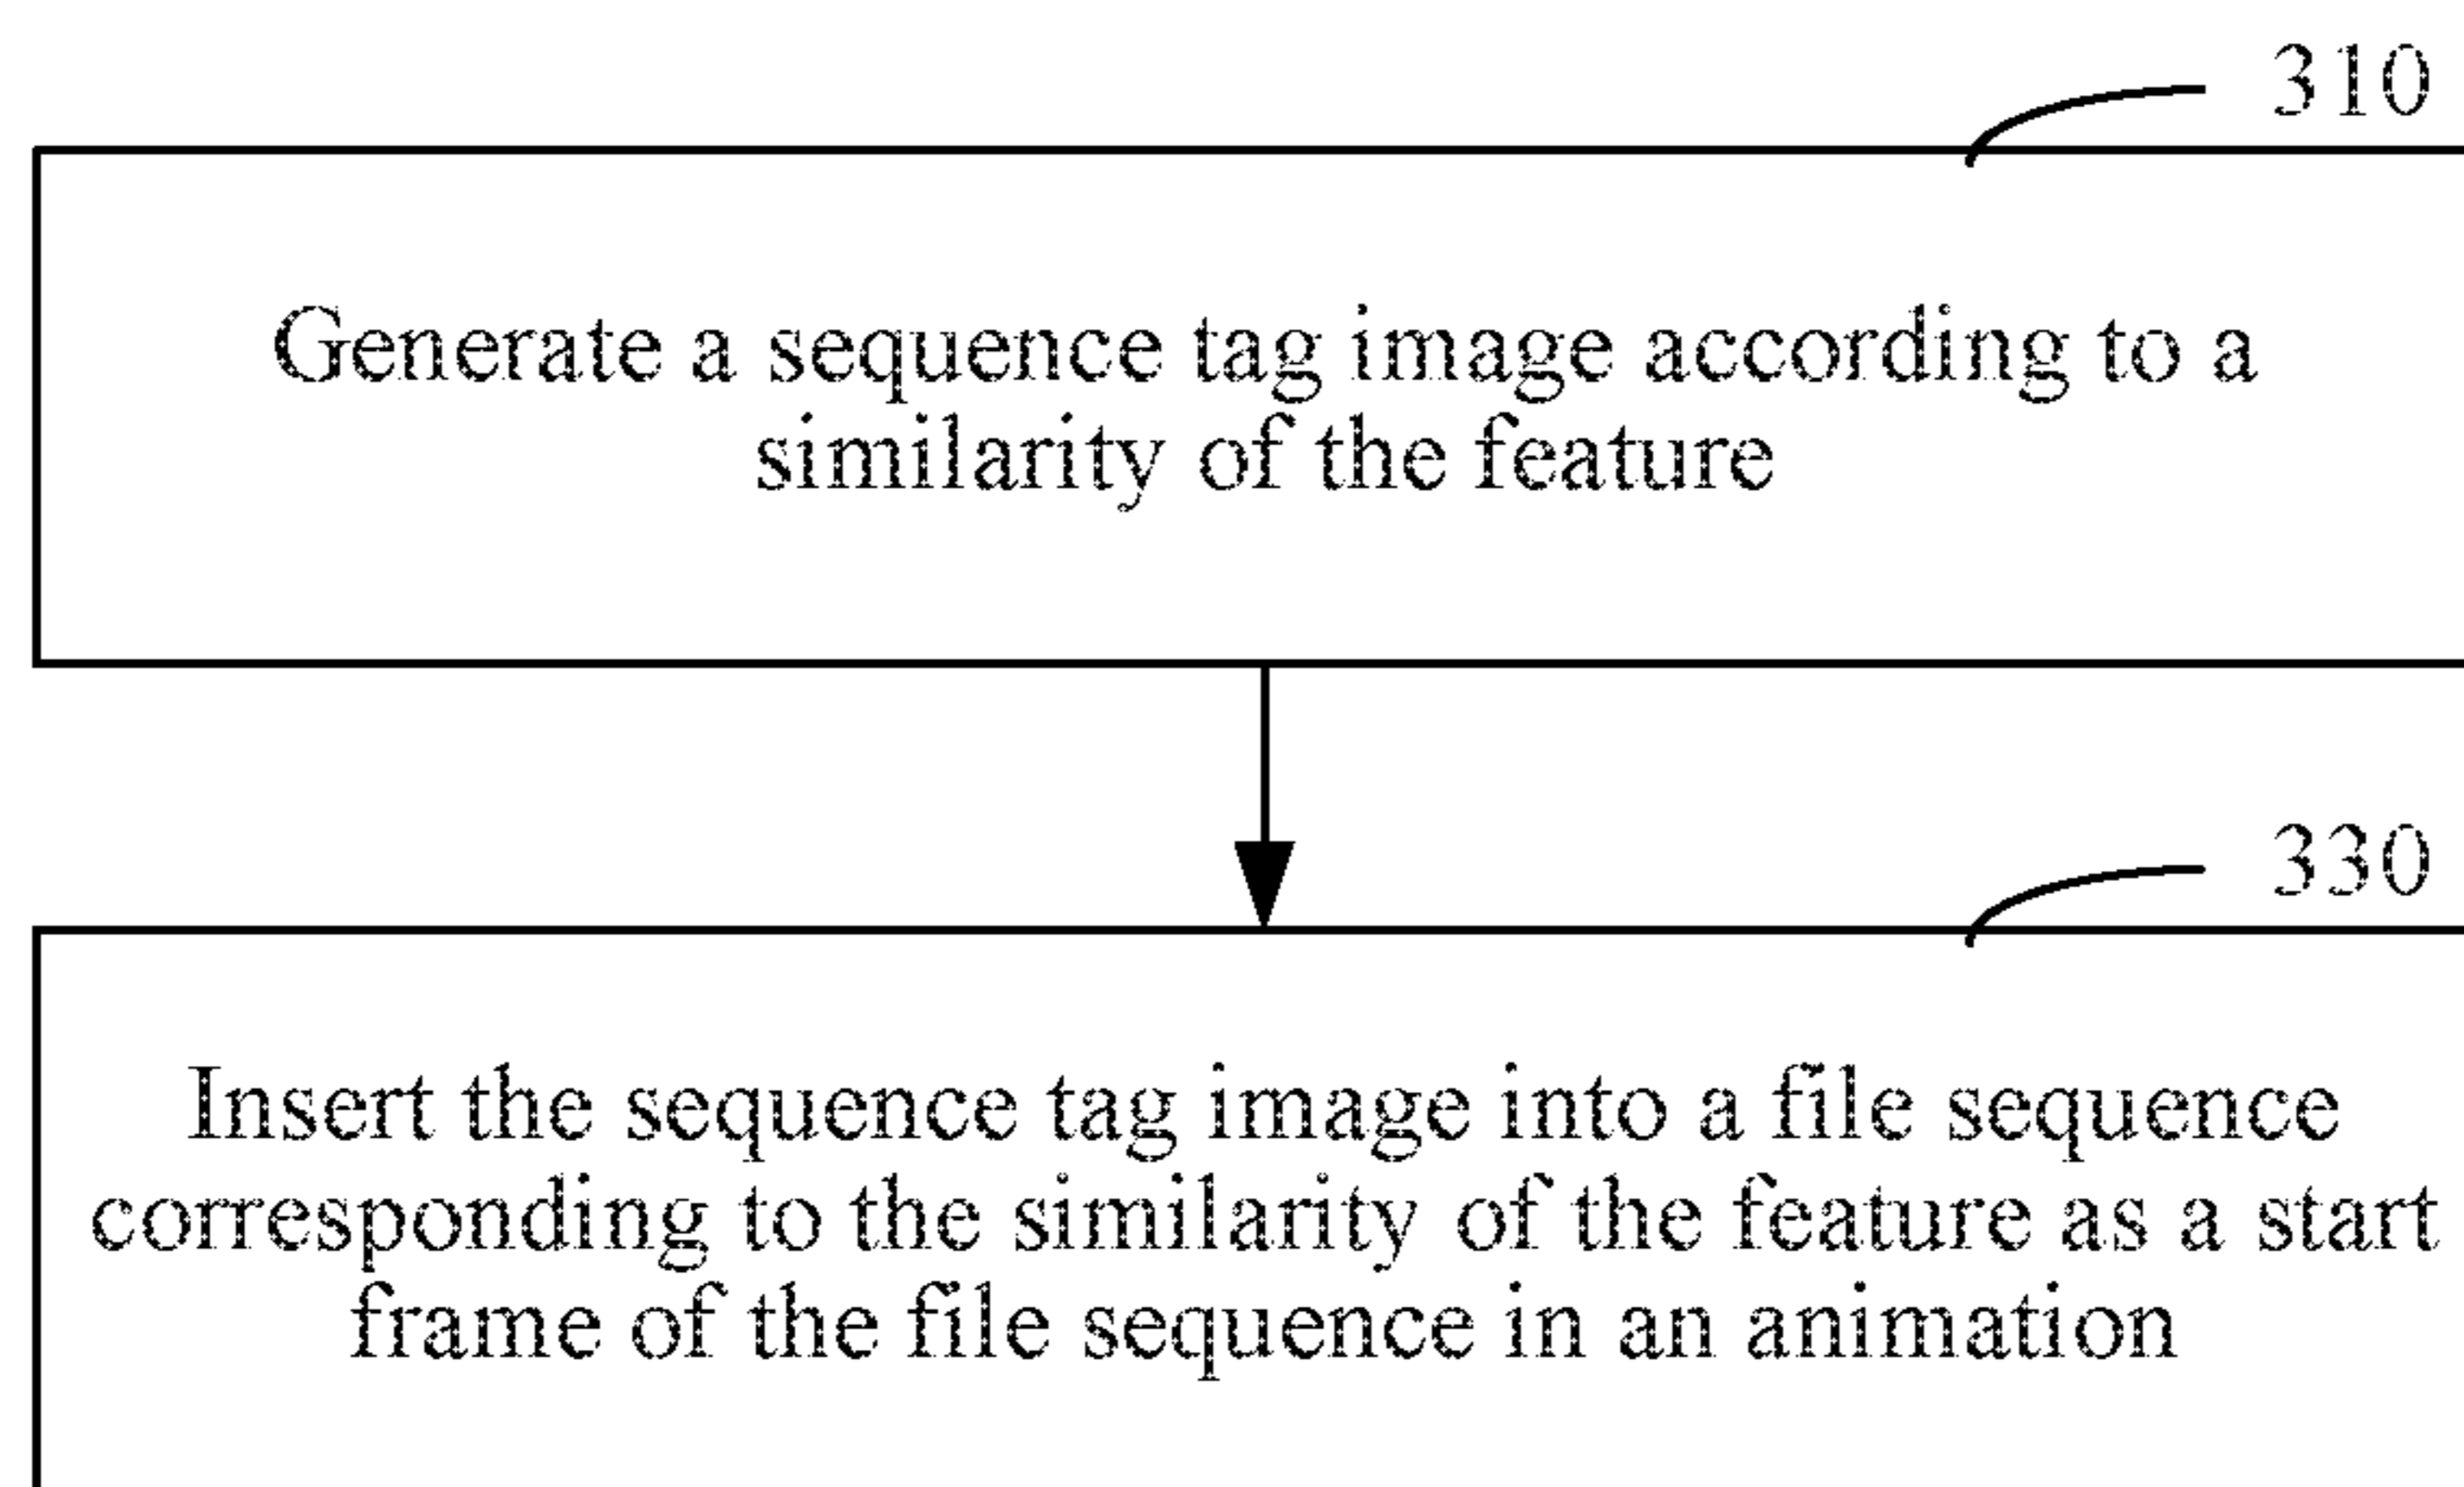 310
Generate a sequence tag image according to a
similarity of the feature
330
Insert the sequence tag image into a file sequence
corresponding to the similarity of the feature as a start
frame of the file sequence in an animation